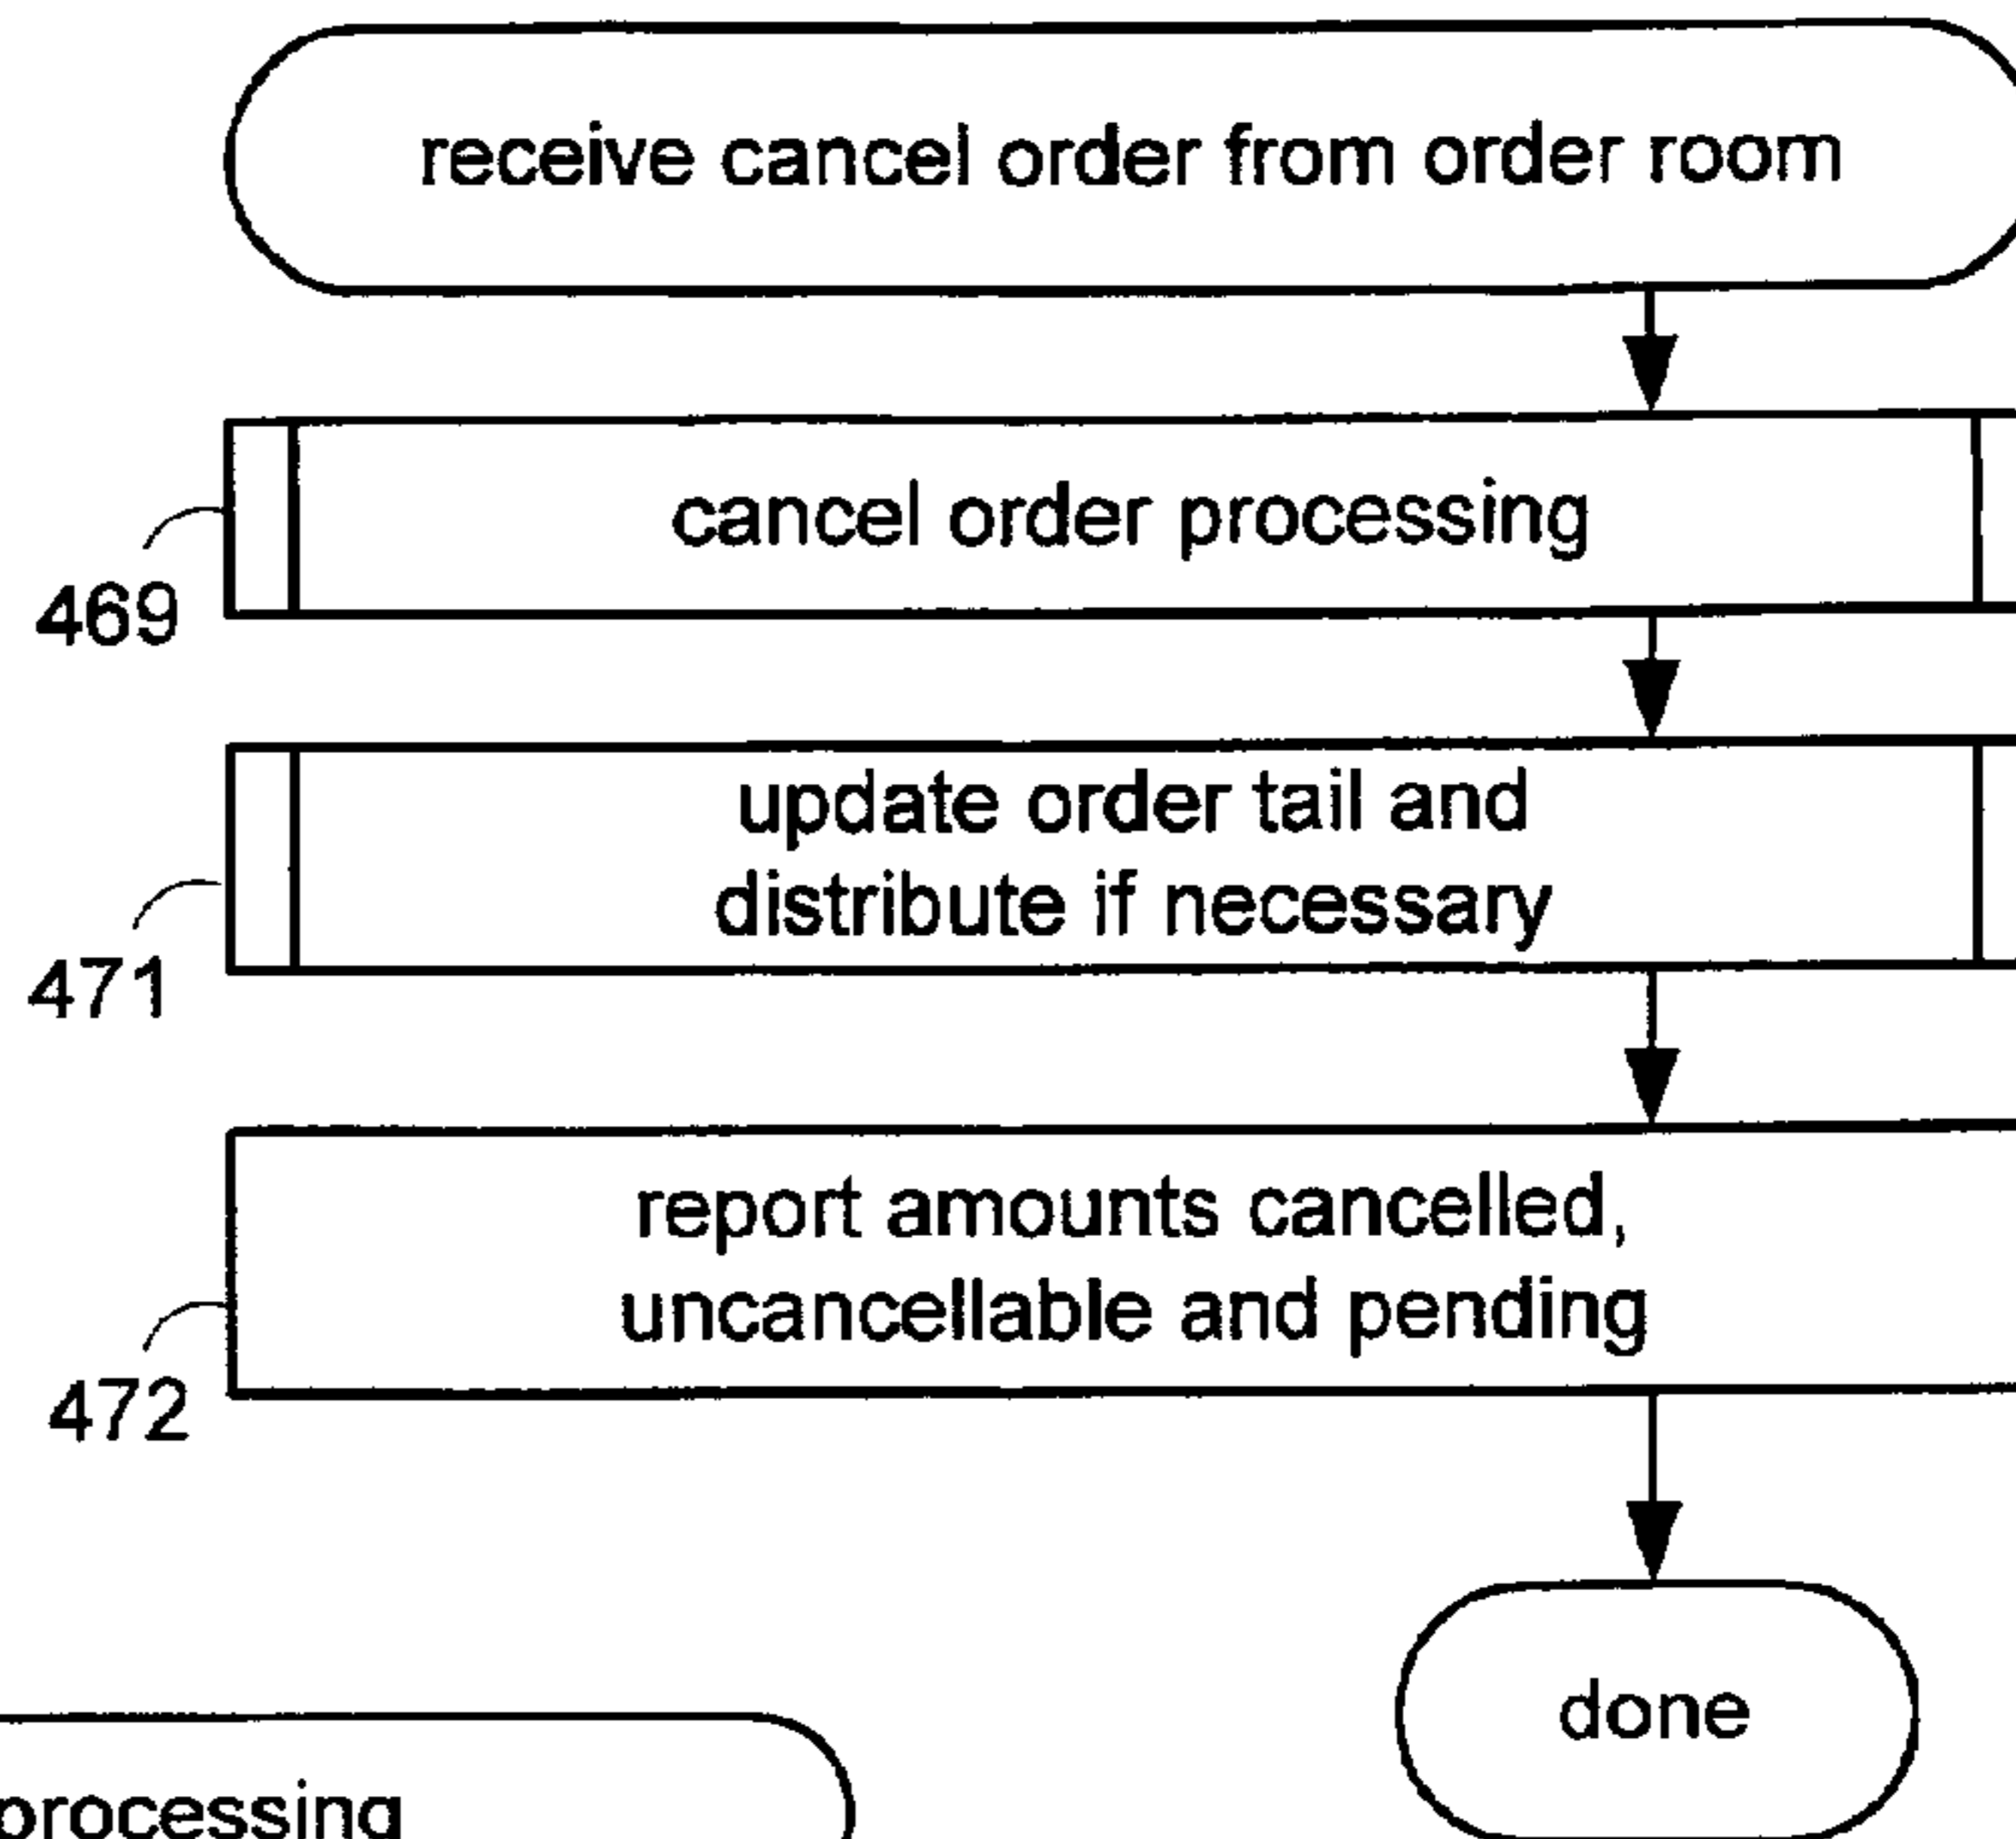 receive cancel order from order room
cancel order processing
469
update order tail and
distribute if necessary
471
report amounts cancelled,
uncancellable and pending
472
done
processing